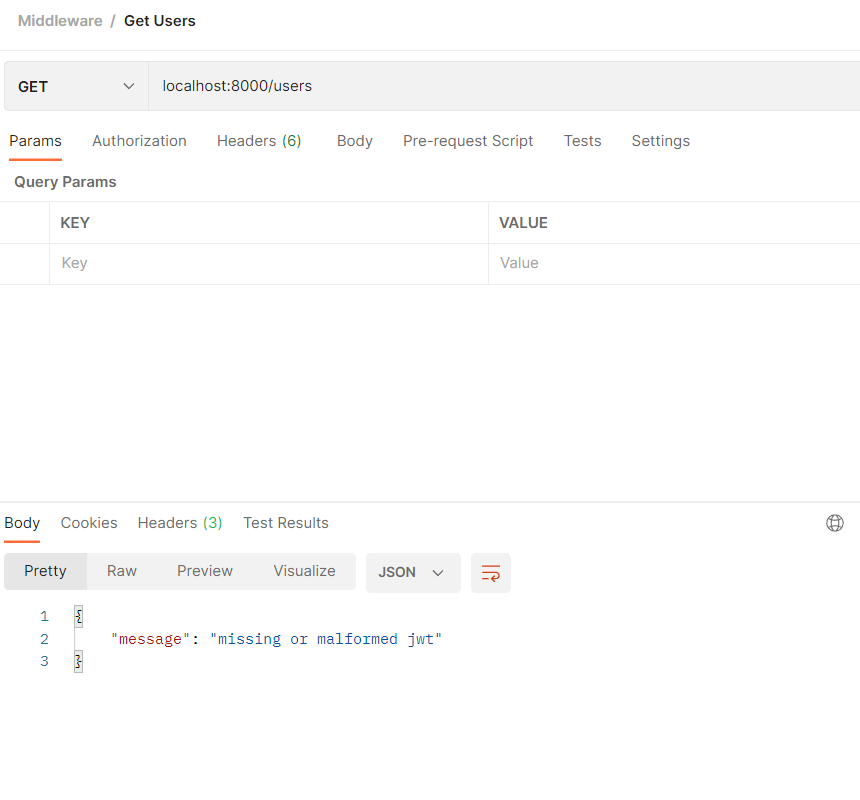 Middleware / Get Users
GET localhost:8000/users
Params Authorization Headers (6) Body Pre-request Script Tests Settings
Query Params
KEY VALUE
Key Value
Body Cookies Headers (3) Test Results
Pretty Raw Preview Visualize JSON
1 {
2 "message": "missing or malformed jwt"
3 }